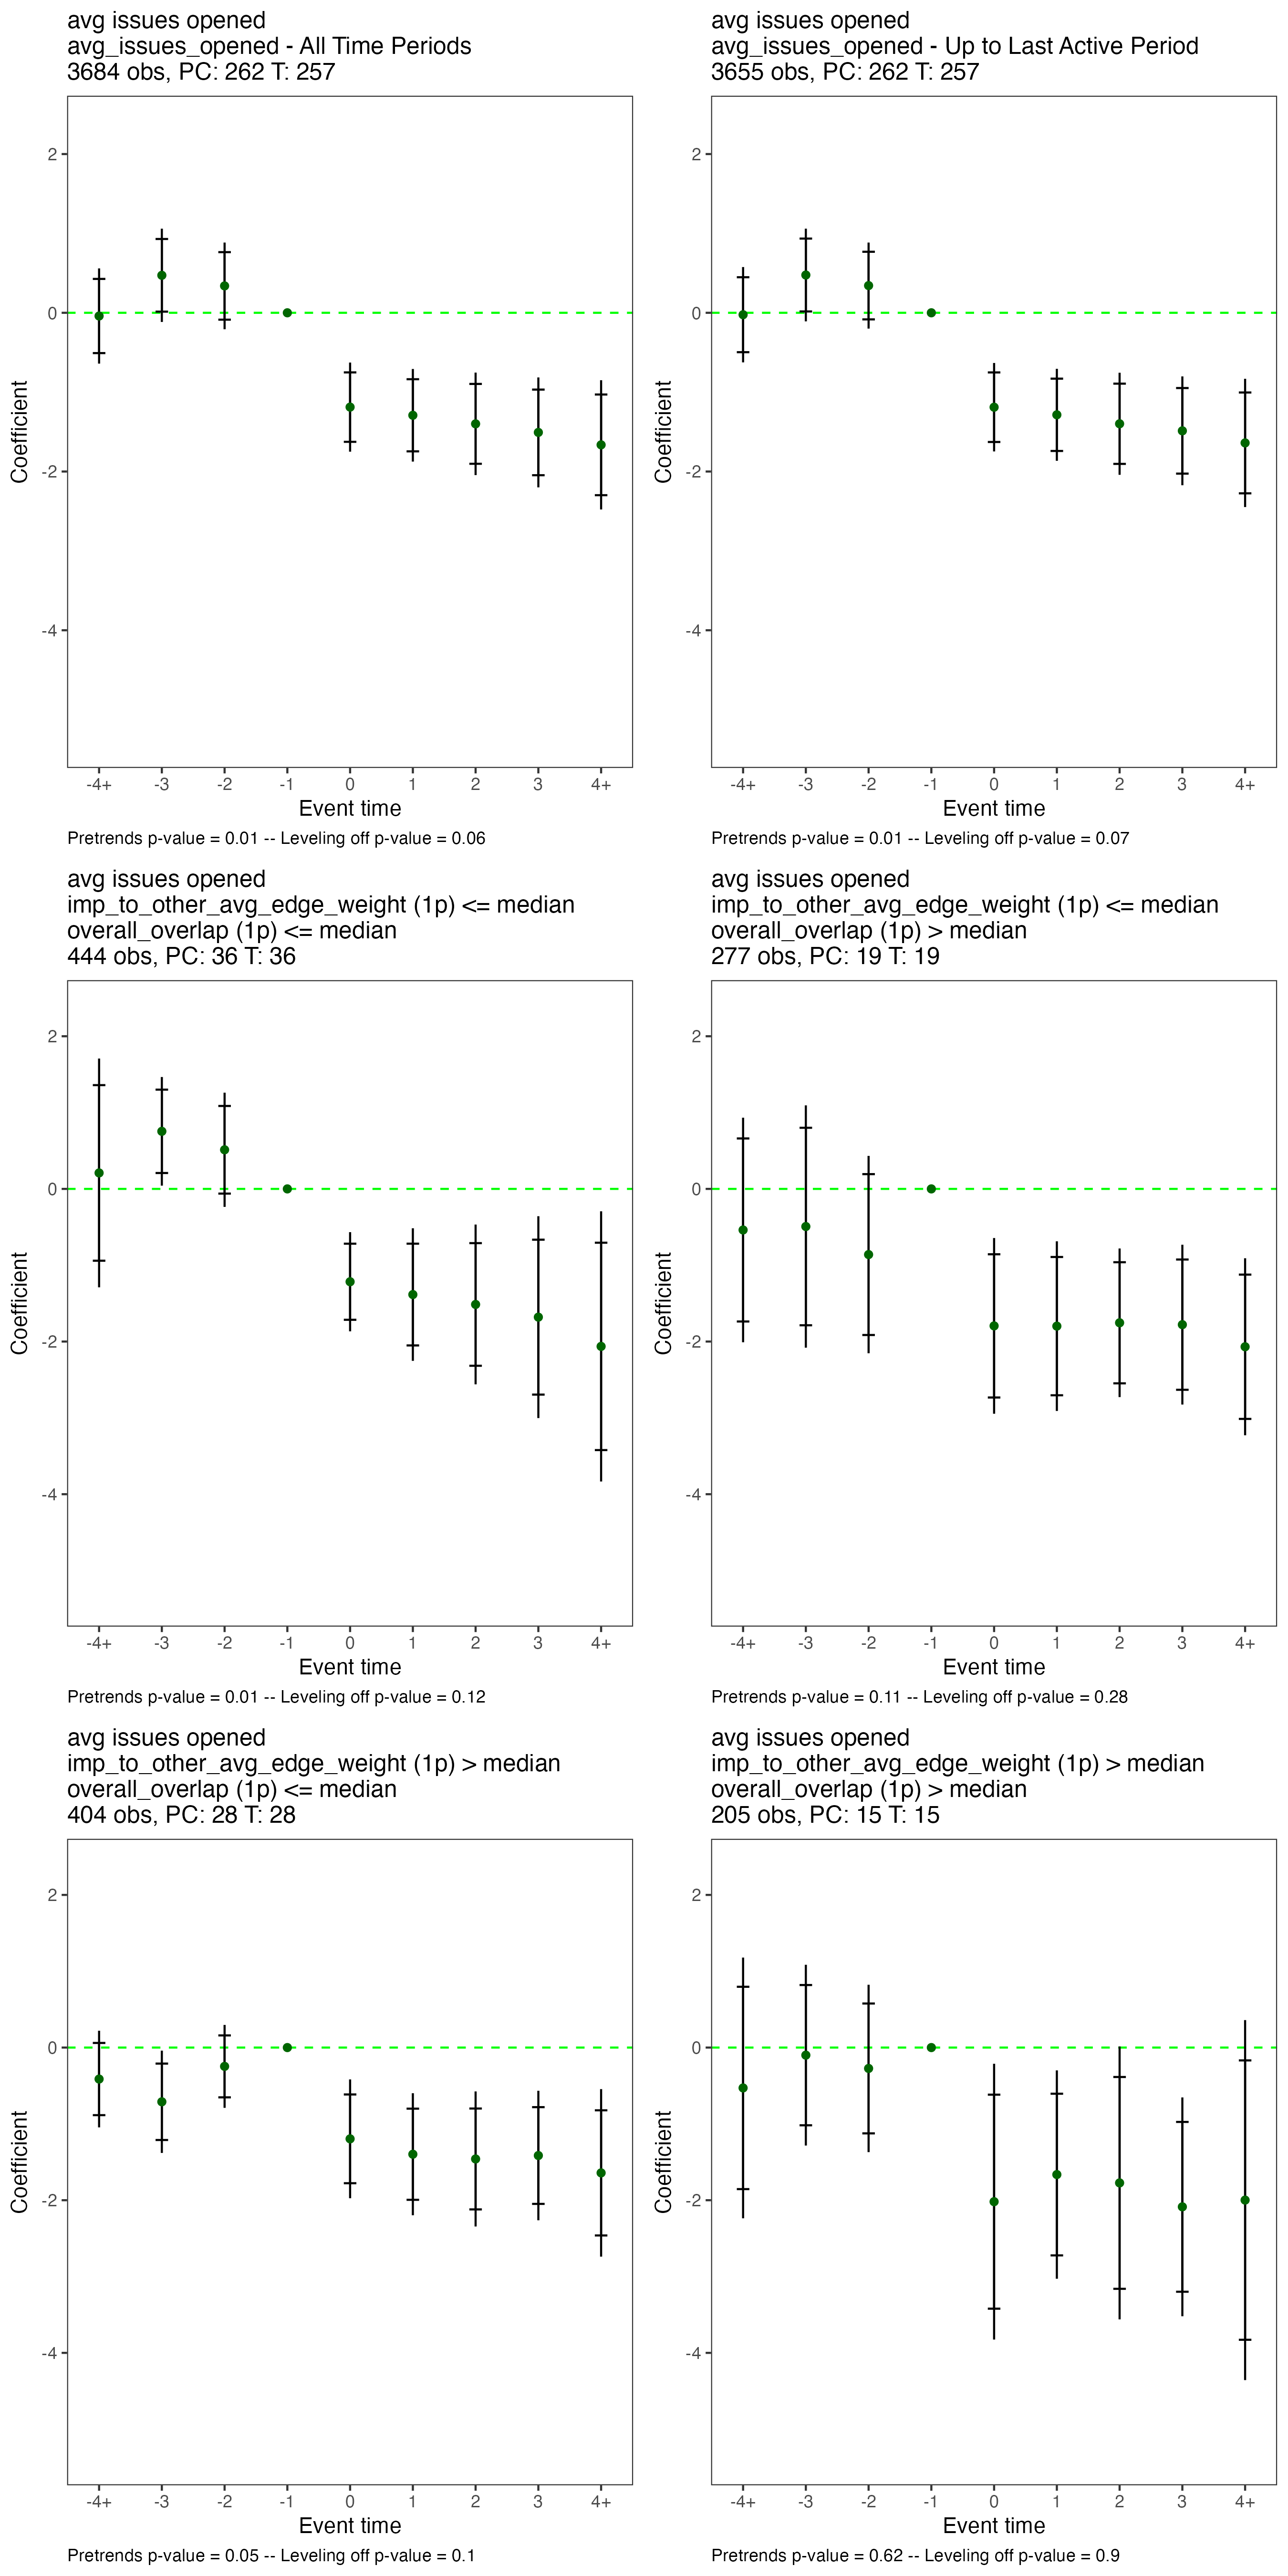 avg issues opened
avg_issues_opened - All Time Periods
3684 obs, PC: 262 T: 257
2
0
-2
-4
Coefficient
-4+ -3 -2 -1 0 1 2 3 4+
Event time
Pretrends p-value = 0.01 -- Leveling off p-value = 0.06
avg issues opened
avg_issues_opened - Up to Last Active Period
3655 obs, PC: 262 T: 257
2
0
-2
-4
Coefficient
-4+ -3 -2 -1 0 1 2 3 4+
Event time
Pretrends p-value = 0.01 -- Leveling off p-value = 0.07
avg issues opened
imp_to_other_avg_edge_weight (1p) <= median
overall_overlap (1p) <= median
444 obs, PC: 36 T: 36
2
0
-2
-4
Coefficient
-4+ -3 -2 -1 0 1 2 3 4+
Event time
Pretrends p-value = 0.01 -- Leveling off p-value = 0.12
avg issues opened
imp_to_other_avg_edge_weight (1p) <= median
overall_overlap (1p) > median
277 obs, PC: 19 T: 19
2
0
-2
-4
Coefficient
-4+ -3 -2 -1 0 1 2 3 4+
Event time
Pretrends p-value = 0.11 -- Leveling off p-value = 0.28
avg issues opened
imp_to_other_avg_edge_weight (1p) > median
overall_overlap (1p) <= median
404 obs, PC: 28 T: 28
2
0
-2
-4
Coefficient
-4+ -3 -2 -1 0 1 2 3 4+
Event time
Pretrends p-value = 0.05 -- Leveling off p-value = 0.1
avg issues opened
imp_to_other_avg_edge_weight (1p) > median
overall_overlap (1p) > median
205 obs, PC: 15 T: 15
2
0
-2
-4
Coefficient
-4+ -3 -2 -1 0 1 2 3 4+
Event time
Pretrends p-value = 0.62 -- Leveling off p-value = 0.9